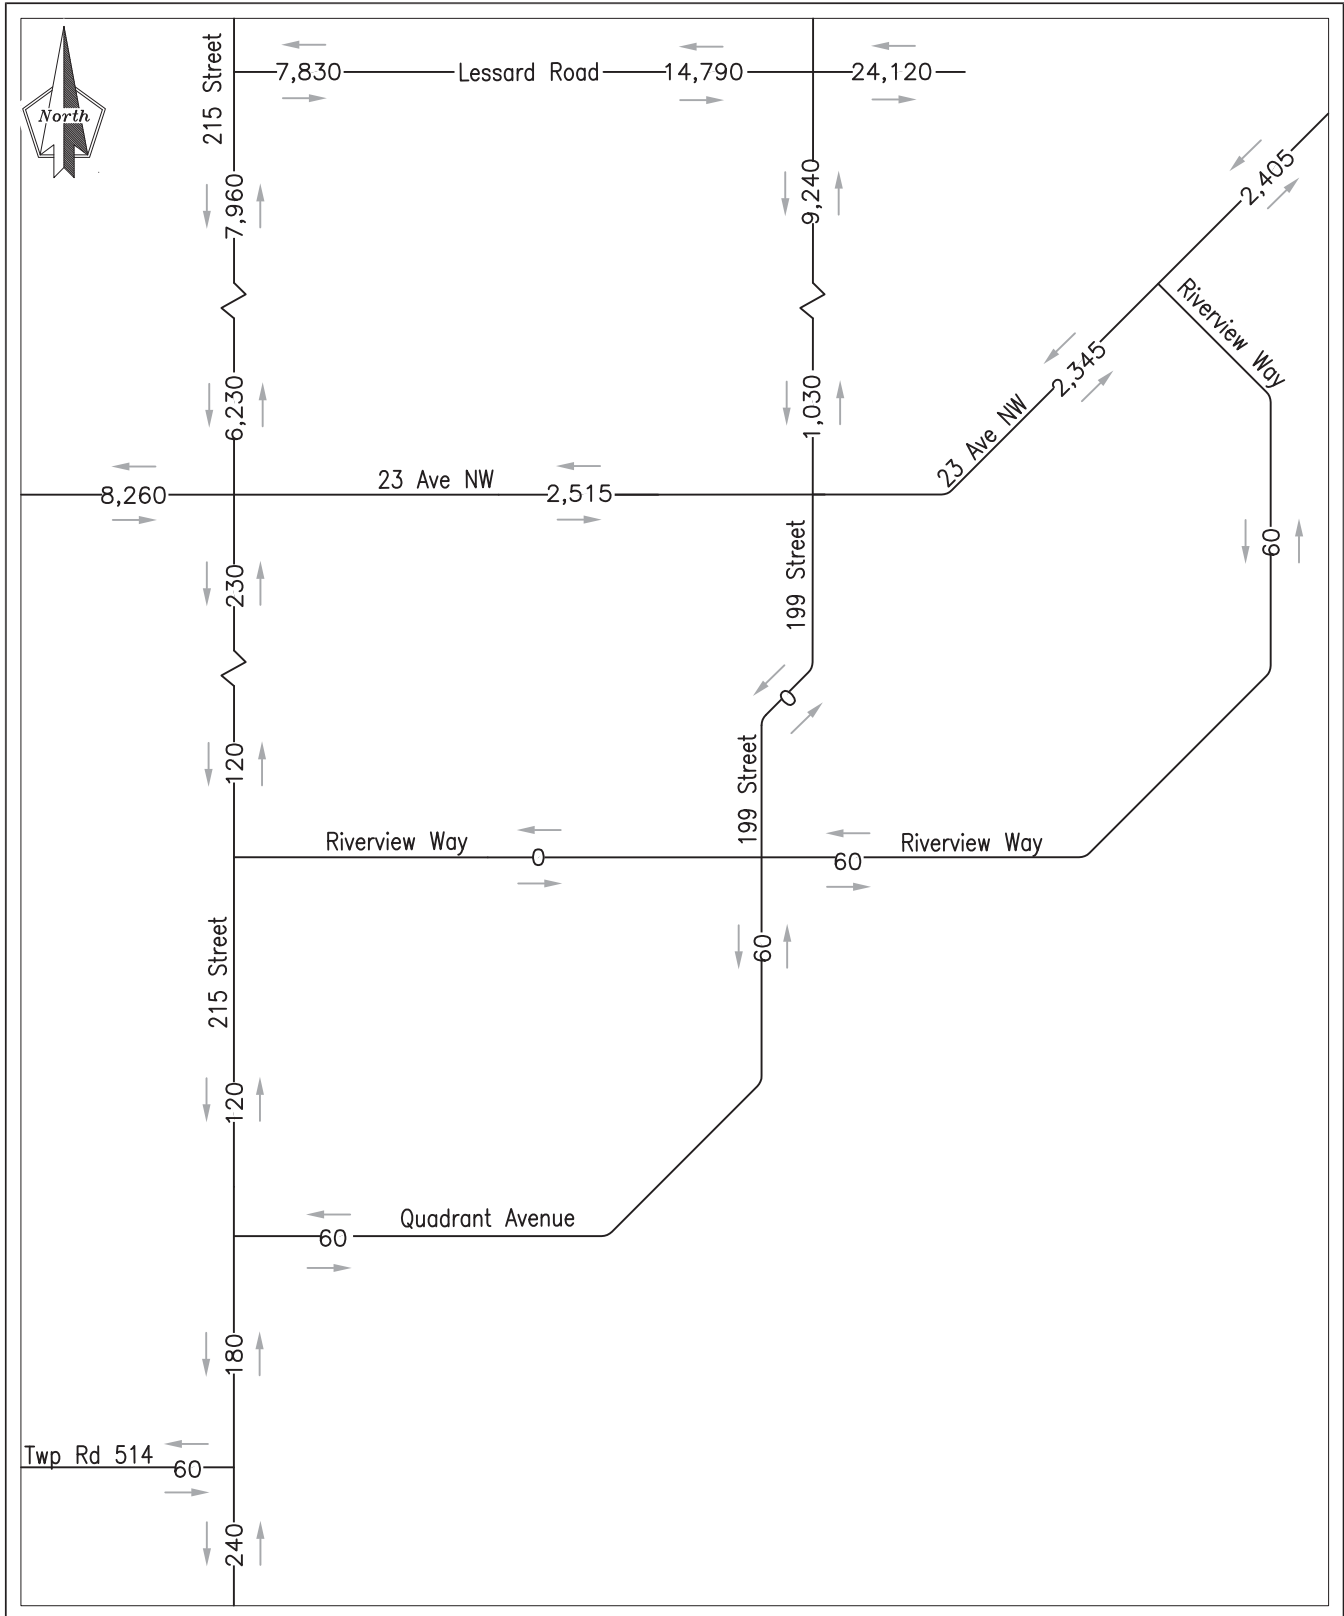 215 Street
7,830
Lessard Road
14,790
24,120
North
7,960
9,240
2,405
Riverview Way
6,230
1,030
2,345
23 Ave NW
8,260
23 Ave NW
2,515
60
230
199 Street
0
120
199 Street
Riverview Way
0
60
Riverview Way
215 Street
60
120
60
Quadrant Avenue
180
Twp Rd 514
60
240